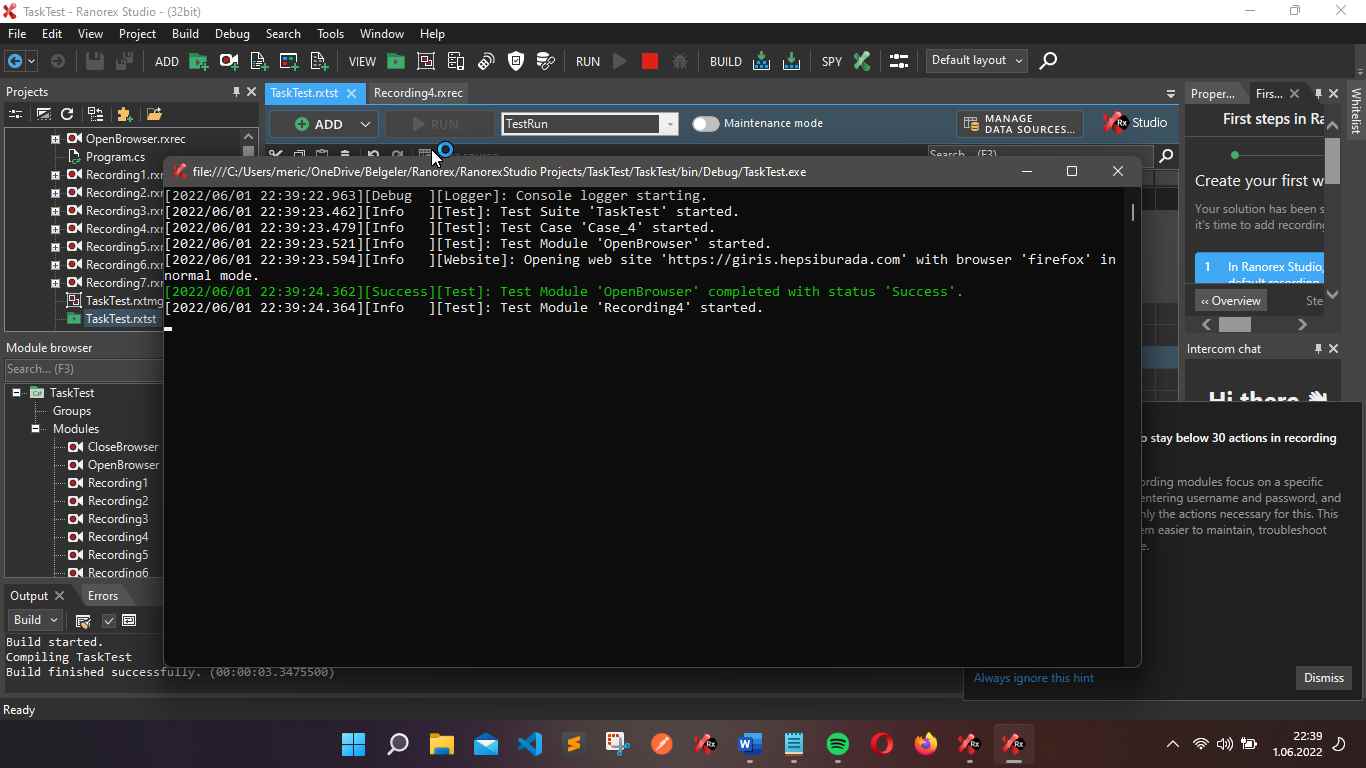 TaskTest - Ranorex Studio - (32bit)
File Edit View Project Build Debug Search Tools Window Help
ADD VIEW RUN BUILD SPY Default layout
Projects
TaskTest.rxtst Recording4.rxrec
Proper... Firs...
Whitelist
ADD RUN TestRun Maintenance mode MANAGE DATA SOURCES... Rx Studio
Search... (F3)
OpenBrowser.rxrec
Program.cs
Recording1.rxr
Recording2.rxr
Recording3.rxr
Recording4.rxr
Recording5.rxr
Recording6.rxr
Recording7.rxr
TaskTest.rxtmg
TaskTest.rxtst
Module browser
Search... (F3)
TaskTest
Groups
Modules
CloseBrowser
OpenBrowser
Recording1
Recording2
Recording3
Recording4
Recording5
Recording6
file:///C:/Users/meric/OneDrive/Belgeler/Ranorex/RanorexStudio Projects/TaskTest/TaskTest/bin/Debug/TaskTest.exe
[2022/06/01 22:39:22.963][Debug ][Logger]: Console logger starting.
[2022/06/01 22:39:23.462][Info ][Test]: Test Suite 'TaskTest' started.
[2022/06/01 22:39:23.479][Info ][Test]: Test Case 'Case_4' started.
[2022/06/01 22:39:23.521][Info ][Test]: Test Module 'OpenBrowser' started.
[2022/06/01 22:39:23.594][Info ][Website]: Opening web site 'https://giris.hepsiburada.com' with browser 'firefox' in
normal mode.
[2022/06/01 22:39:24.362][Success][Test]: Test Module 'OpenBrowser' completed with status 'Success'.
[2022/06/01 22:39:24.364][Info ][Test]: Test Module 'Recording4' started.
First steps in Ra
Create your first w
Your solution has been s
it's time to add recording
1 In Ranorex Studio,
default recording
‹‹ Overview Ste
Intercom chat
Hi there
o stay below 30 actions in recording
ording modules focus on a specific
entering username and password, and
nly the actions necessary for this. This
em easier to maintain, troubleshoot
e.
Always ignore this hint
Dismiss
Output Errors
Build
Build started.
Compiling TaskTest
Build finished successfully. (00:00:03.3475500)
Ready
22:39
1.06.2022